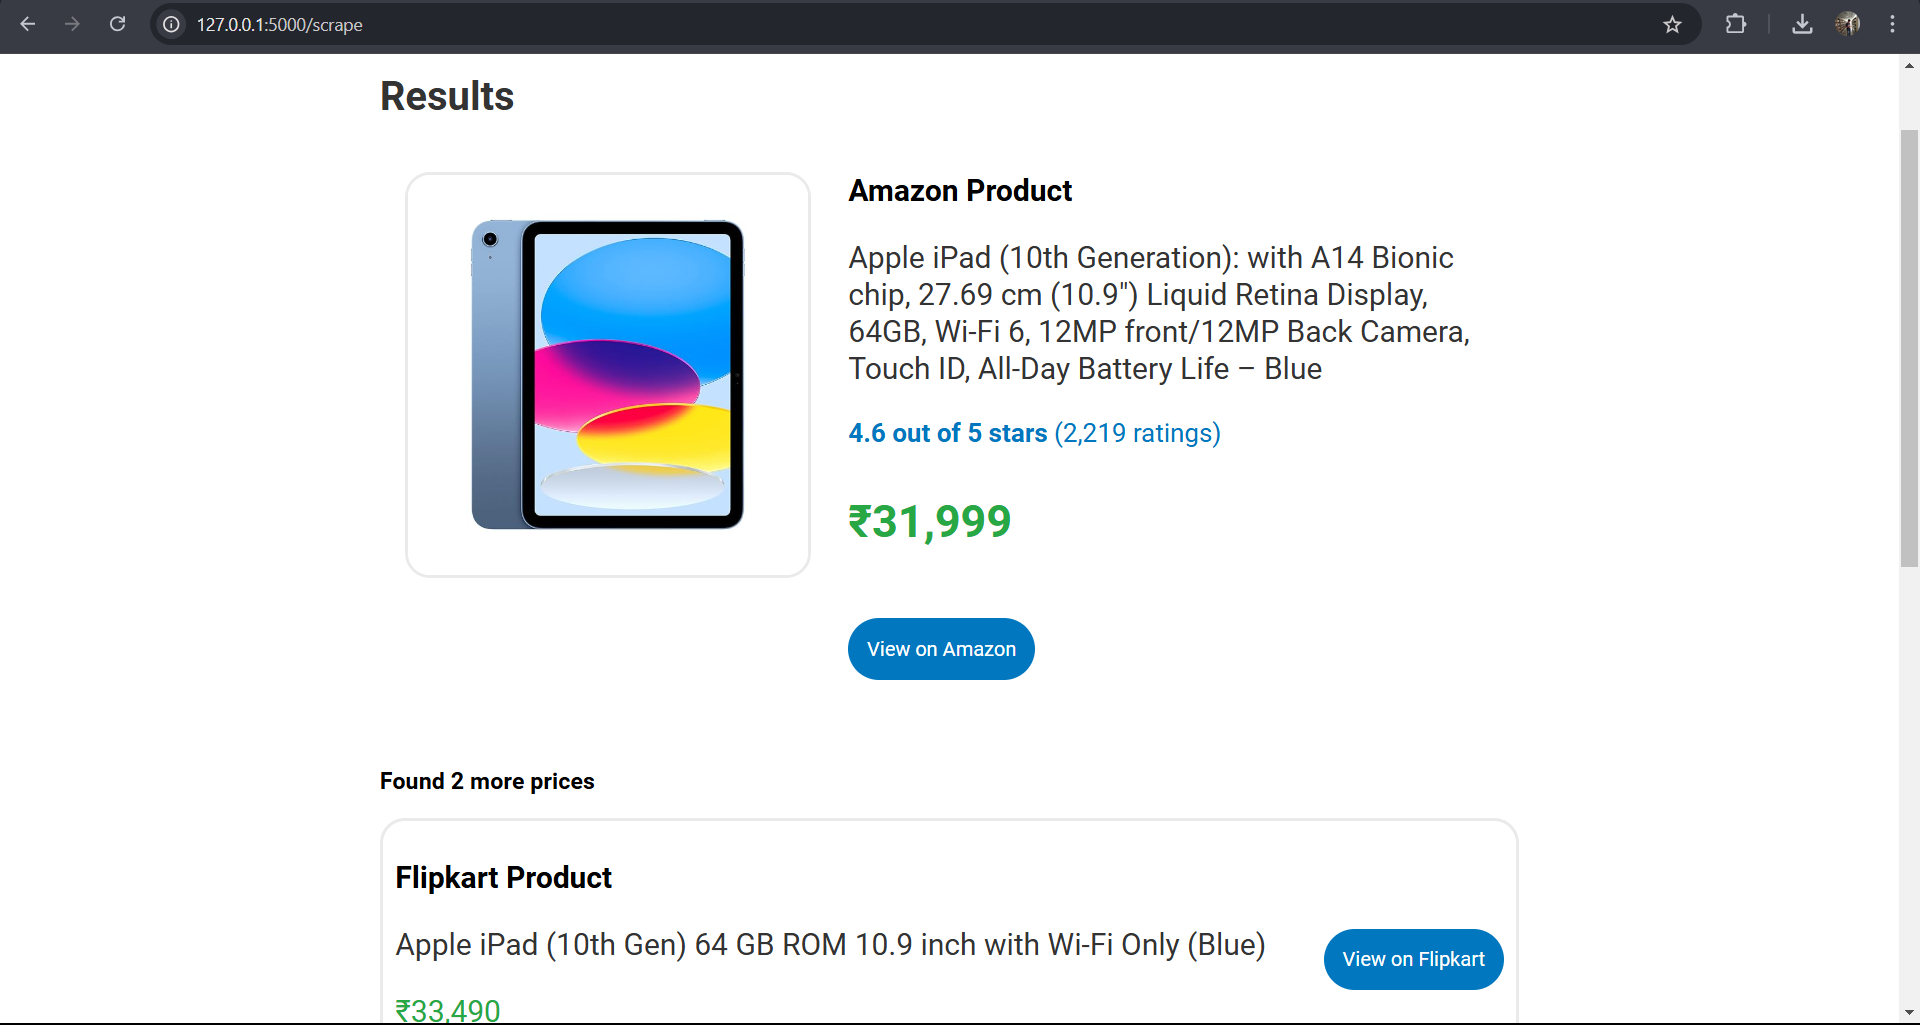 127.0.0.1:5000/scrape
Results
Amazon Product
Apple iPad (10th Generation): with A14 Bionic
chip, 27.69 cm (10.9") Liquid Retina Display,
64GB, Wi-Fi 6, 12MP front/12MP Back Camera,
Touch ID, All-Day Battery Life – Blue
4.6 out of 5 stars (2,219 ratings)
₹31,999
View on Amazon
Found 2 more prices
Flipkart Product
Apple iPad (10th Gen) 64 GB ROM 10.9 inch with Wi-Fi Only (Blue)
View on Flipkart
₹33,490